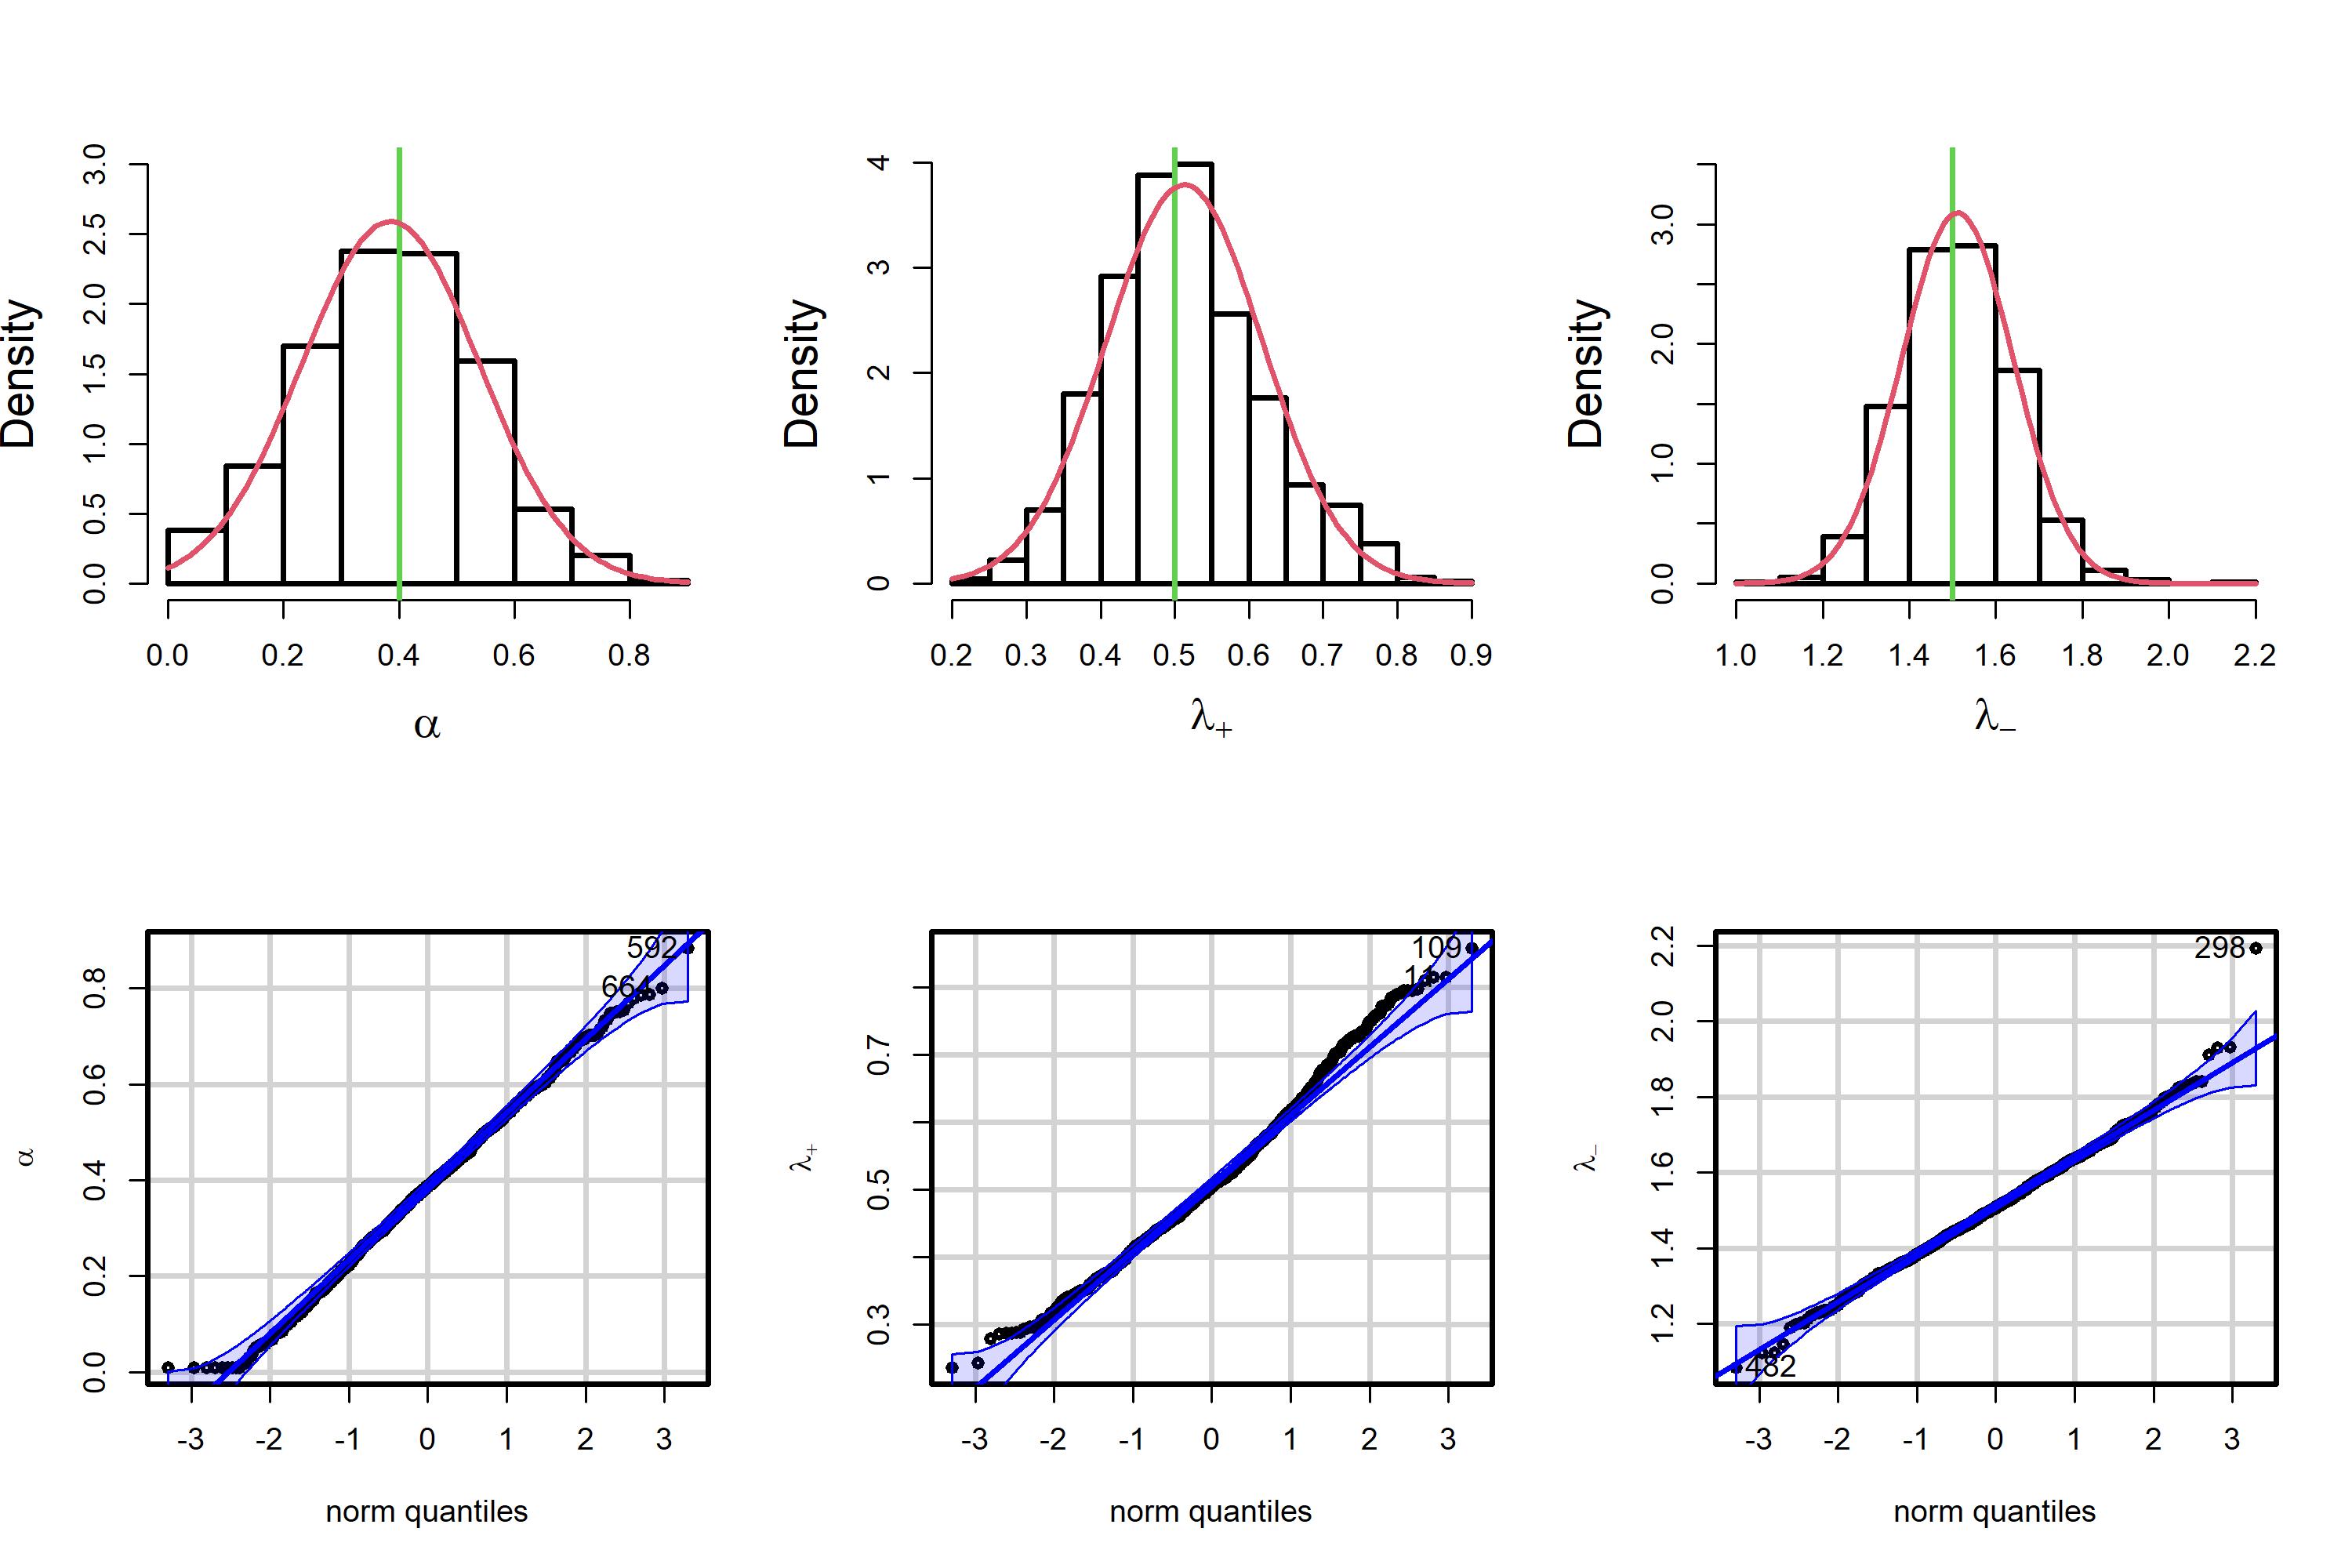 Density
0.0 0.5 1.0 1.5 2.0 2.5 3.0
0.0 0.2 0.4 0.6 0.8
α
Density
0 1 2 3 4
0.2 0.3 0.4 0.5 0.6 0.7 0.8 0.9
λ+
Density
0.0 1.0 2.0 3.0
1.0 1.2 1.4 1.6 1.8 2.0 2.2
λ−
α
0.0 0.2 0.4 0.6 0.8
592
664
-3 -2 -1 0 1 2 3
norm quantiles
λ+
0.3 0.5 0.7
109
11
-3 -2 -1 0 1 2 3
norm quantiles
λ−
1.2 1.4 1.6 1.8 2.0 2.2
298
482
-3 -2 -1 0 1 2 3
norm quantiles